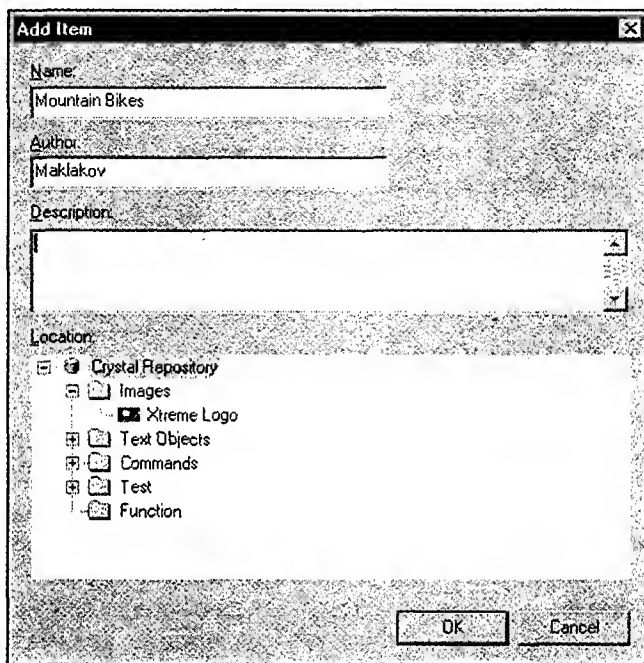 Add Item
Name:
Mountain Bikes
Author:
Maklakov
Description:
Location:
Crystal Repository
Images
Xtreme Logo
Text Objects
Commands
Test
Function
OK
Cancel